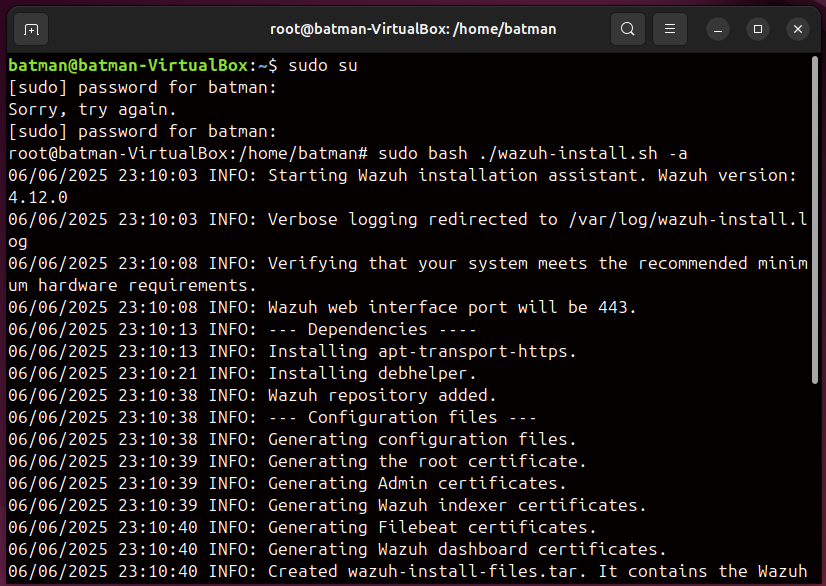 root@batman-VirtualBox: /home/batman
batman@batman-VirtualBox:~$ sudo su
[sudo] password for batman:
Sorry, try again.
[sudo] password for batman:
root@batman-VirtualBox:/home/batman# sudo bash ./wazuh-install.sh -a
06/06/2025 23:10:03 INFO: Starting Wazuh installation assistant. Wazuh version:
4.12.0
06/06/2025 23:10:03 INFO: Verbose logging redirected to /var/log/wazuh-install.l
og
06/06/2025 23:10:08 INFO: Verifying that your system meets the recommended minim
um hardware requirements.
06/06/2025 23:10:08 INFO: Wazuh web interface port will be 443.
06/06/2025 23:10:13 INFO: --- Dependencies ----
06/06/2025 23:10:13 INFO: Installing apt-transport-https.
06/06/2025 23:10:21 INFO: Installing debhelper.
06/06/2025 23:10:38 INFO: Wazuh repository added.
06/06/2025 23:10:38 INFO: --- Configuration files ---
06/06/2025 23:10:38 INFO: Generating configuration files.
06/06/2025 23:10:39 INFO: Generating the root certificate.
06/06/2025 23:10:39 INFO: Generating Admin certificates.
06/06/2025 23:10:39 INFO: Generating Wazuh indexer certificates.
06/06/2025 23:10:40 INFO: Generating Filebeat certificates.
06/06/2025 23:10:40 INFO: Generating Wazuh dashboard certificates.
06/06/2025 23:10:40 INFO: Created wazuh-install-files.tar. It contains the Wazuh